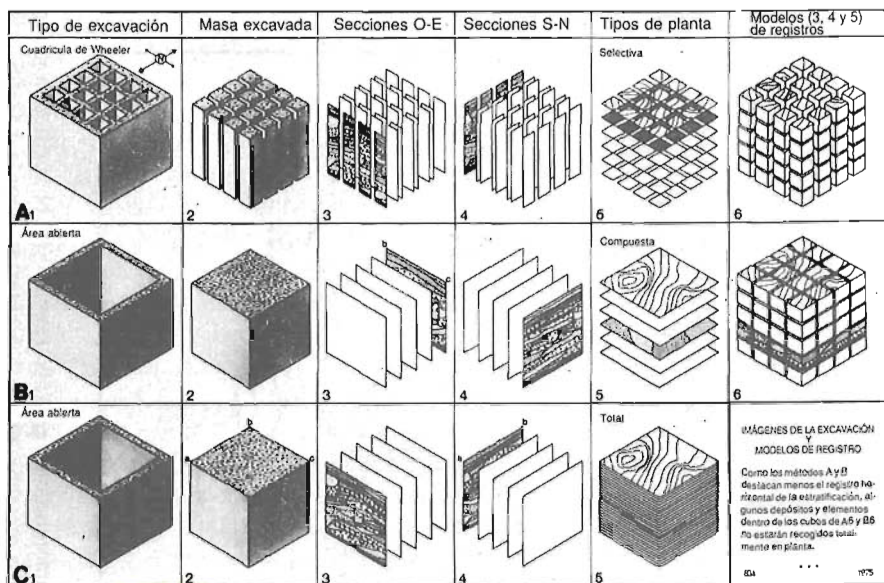 Tipo de excavación
Masa excavada
Secciones O-E
Secciones S-N
Tipos de planta
Modelos (3, 4 y 5)
de registros
Cuadrícula de Wheeler
N
Selectiva
A1
2
3
4
5
6
Área abierta
b
c
Compuesta
B1
2
3
4
5
6
Área abierta
a
b
c
b
Total
C1
2
3
4
5
IMÁGENES DE LA EXCAVACIÓN
Y
MODELOS DE REGISTRO
Como los métodos A y B
destacan menos el registro ho-
rizontal de la estratificación, al-
gunos depósitos y elementos
dentro de los cubos de A6 y B6
no estarán recogidos total-
mente en planta.
1975